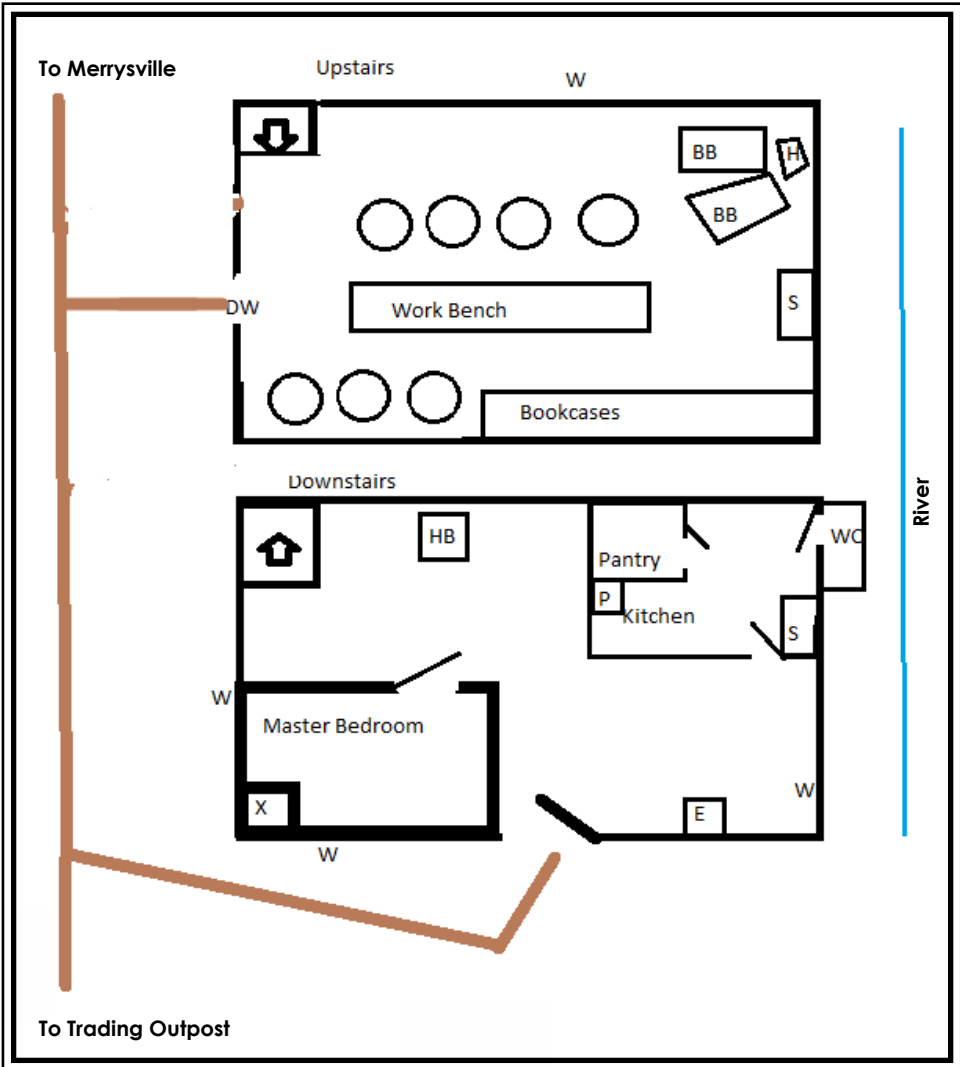 To Merrysville
Upstairs
W
BB
H
BB
DW
Work Bench
S
Bookcases
Downstairs
River
HB
WC
Pantry
P
Kitchen
S
W
Master Bedroom
W
X
E
W
To Trading Outpost